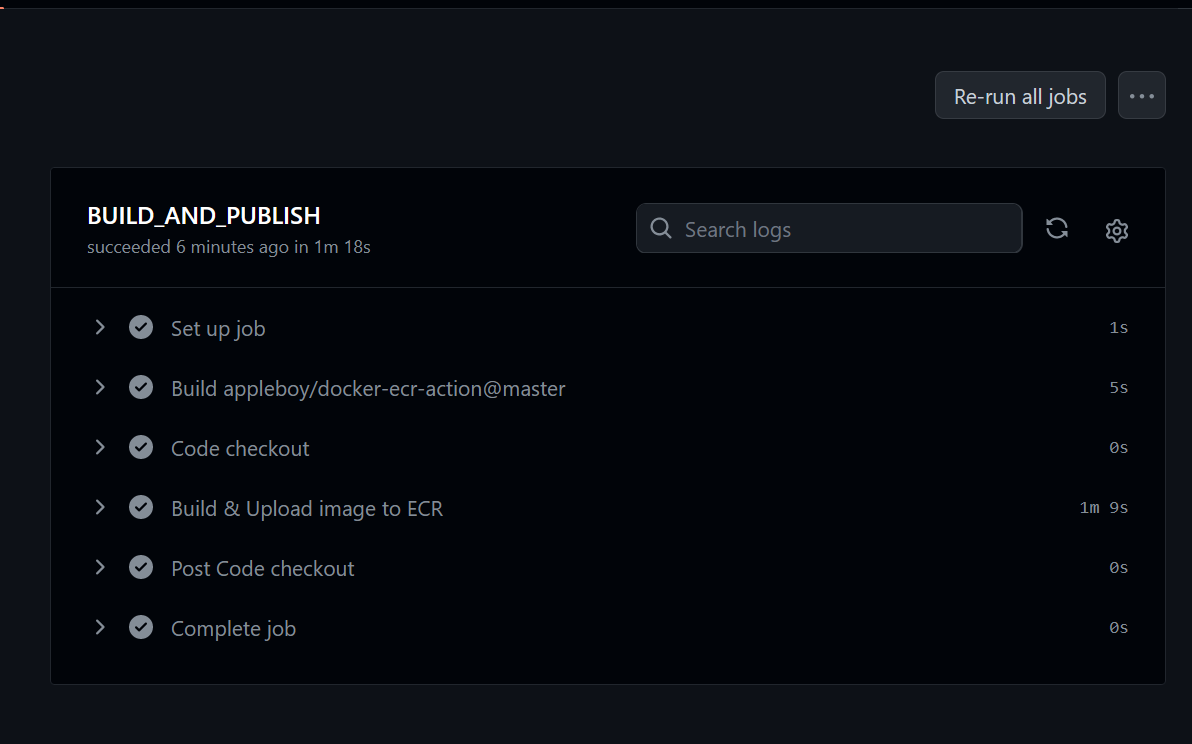 Re-run all jobs
BUILD_AND_PUBLISH
succeeded 6 minutes ago in 1m 18s
Search logs
Set up job 1s
Build appleboy/docker-ecr-action@master 5s
Code checkout 0s
Build & Upload image to ECR 1m 9s
Post Code checkout 0s
Complete job 0s